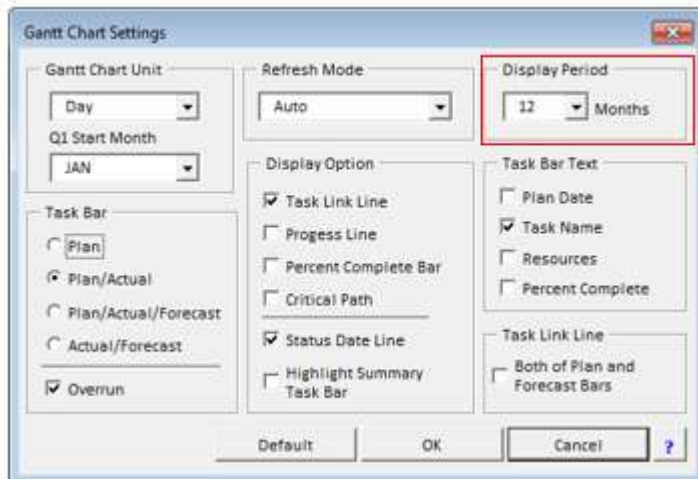 Gantt Chart Settings
Gantt Chart Unit
Day
Q1 Start Month
JAN
Refresh Mode
Auto
Display Period
12 Months
Task Bar
Plan
Plan/Actual
Plan/Actual/Forecast
Actual/Forecast
Overrun
Display Option
Task Link Line
Progess Line
Percent Complete Bar
Critical Path
Status Date Line
Highlight Summary
Task Bar
Task Bar Text
Plan Date
Task Name
Resources
Percent Complete
Task Link Line
Both of Plan and
Forecast Bars
Default
OK
Cancel
?